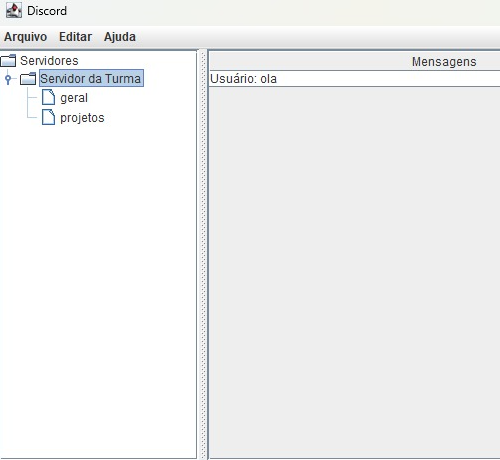 Discord
Arquivo Editar Ajuda
Servidores
Servidor da Turma
geral
projetos
Mensagens
Usuário: ola